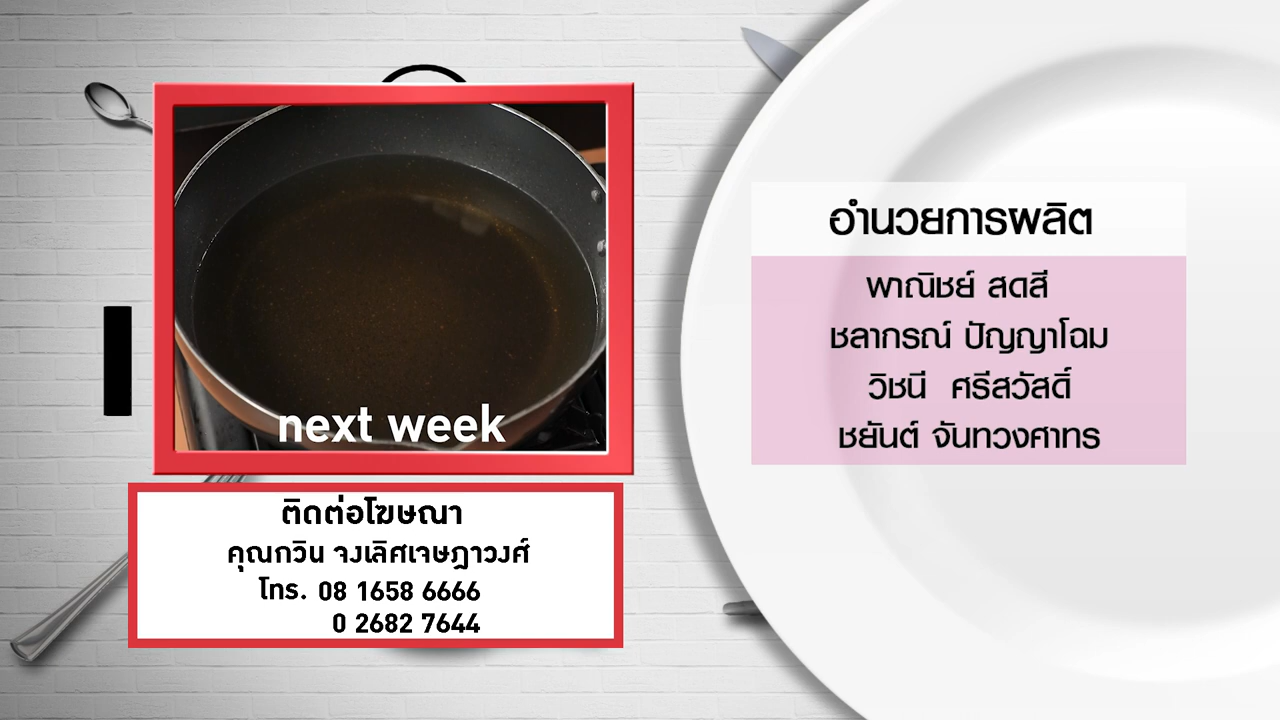 next week
ติดต่อโฆษณา
คุณกวิน จงเลิศเจษฎาวงศ์
โทร. 08 1658 6666
0 2682 7644
อำนวยการผลิต
พาณิชย์ สดสี
ชลากรณ์ ปัญญาโฉม
วิชนี ศรีสวัสดิ์
ชยันต์ จันทวงศาทร